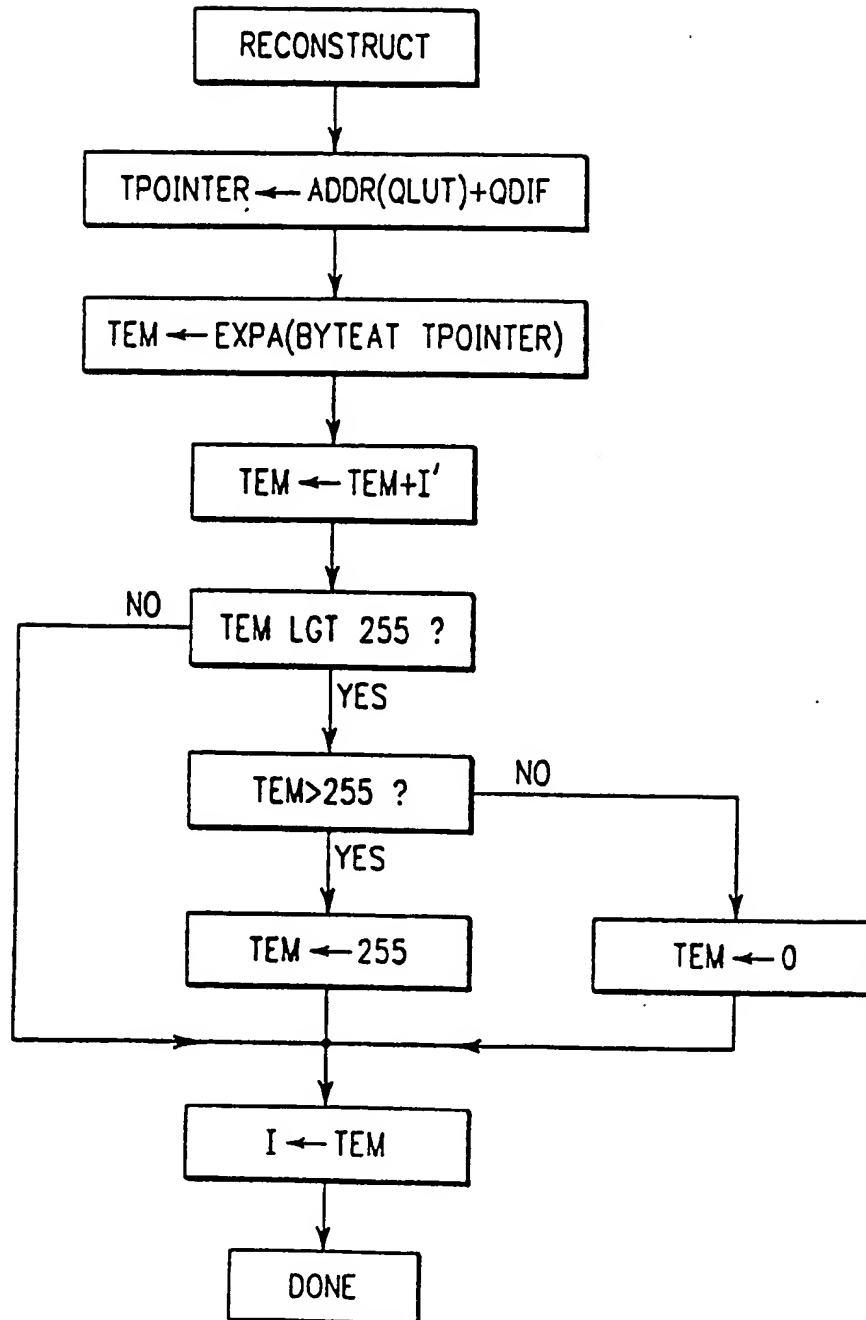 RECONSTRUCT
TPOINTER ← ADDR(QLUT)+QDIF
TEM ← EXPA(BYTEAT TPOINTER)
TEM ← TEM+I'
NO
TEM LGT 255 ?
YES
TEM>255 ?
NO
YES
TEM ← 255
TEM ← 0
I ← TEM
DONE